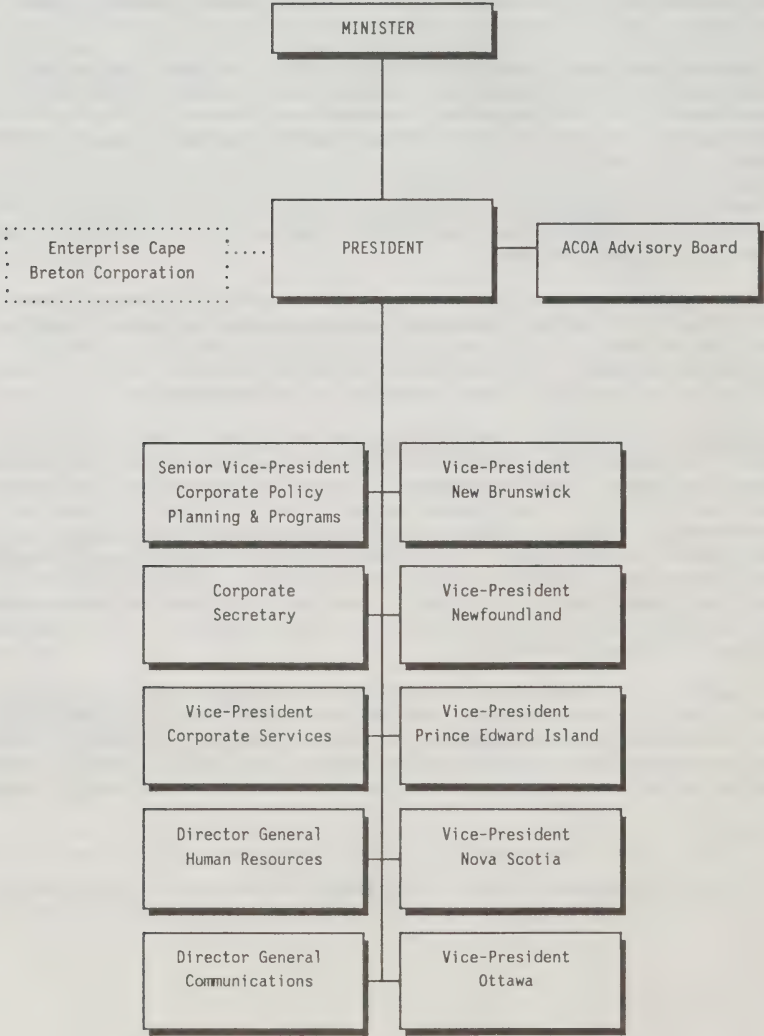 MINISTER
Enterprise Cape
Breton Corporation
PRESIDENT
ACOA Advisory Board
Senior Vice-President
Corporate Policy
Planning & Programs
Vice-President
New Brunswick
Corporate
Secretary
Vice-President
Newfoundland
Vice-President
Corporate Services
Vice-President
Prince Edward Island
Director General
Human Resources
Vice-President
Nova Scotia
Director General
Communications
Vice-President
Ottawa